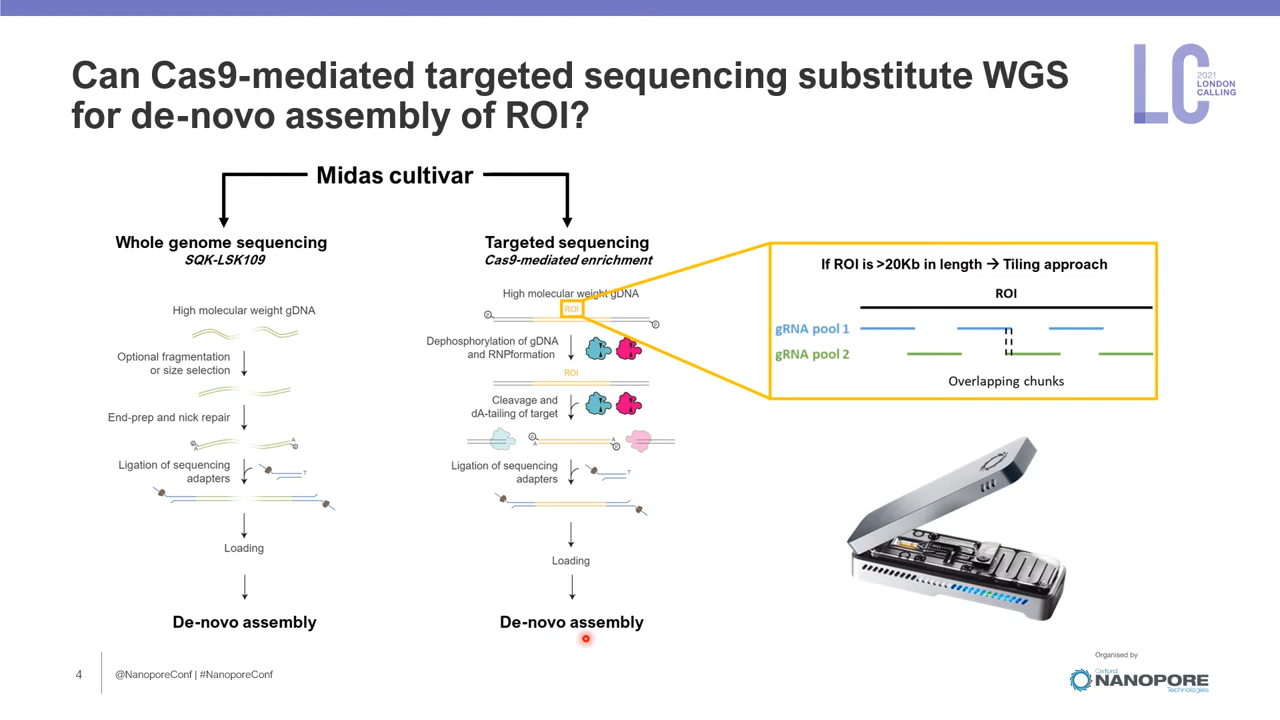 Can Cas9-mediated targeted sequencing substitute WGS
for de-novo assembly of ROI?
LC
2021
LONDON
CALLING
Midas cultivar
Whole genome sequencing
SQK-LSK109
High molecular weight gDNA
Optional fragmentation
or size selection
End-prep and nick repair
P
A
A
P
Ligation of sequencing
adapters
T
Loading
De-novo assembly
Targeted sequencing
Cas9-mediated enrichment
High molecular weight gDNA
ROI
P
P
Dephosphorylation of gDNA
and RNPformation
ROI
Cleavage and
dA-tailing of target
P
A
A
P
Ligation of sequencing
adapters
T
Loading
De-novo assembly
If ROI is >20Kb in length → Tiling approach
ROI
gRNA pool 1
gRNA pool 2
Overlapping chunks
4
@NanoporeConf | #NanoporeConf
Organised by
Oxford
NANOPORE
Technologies